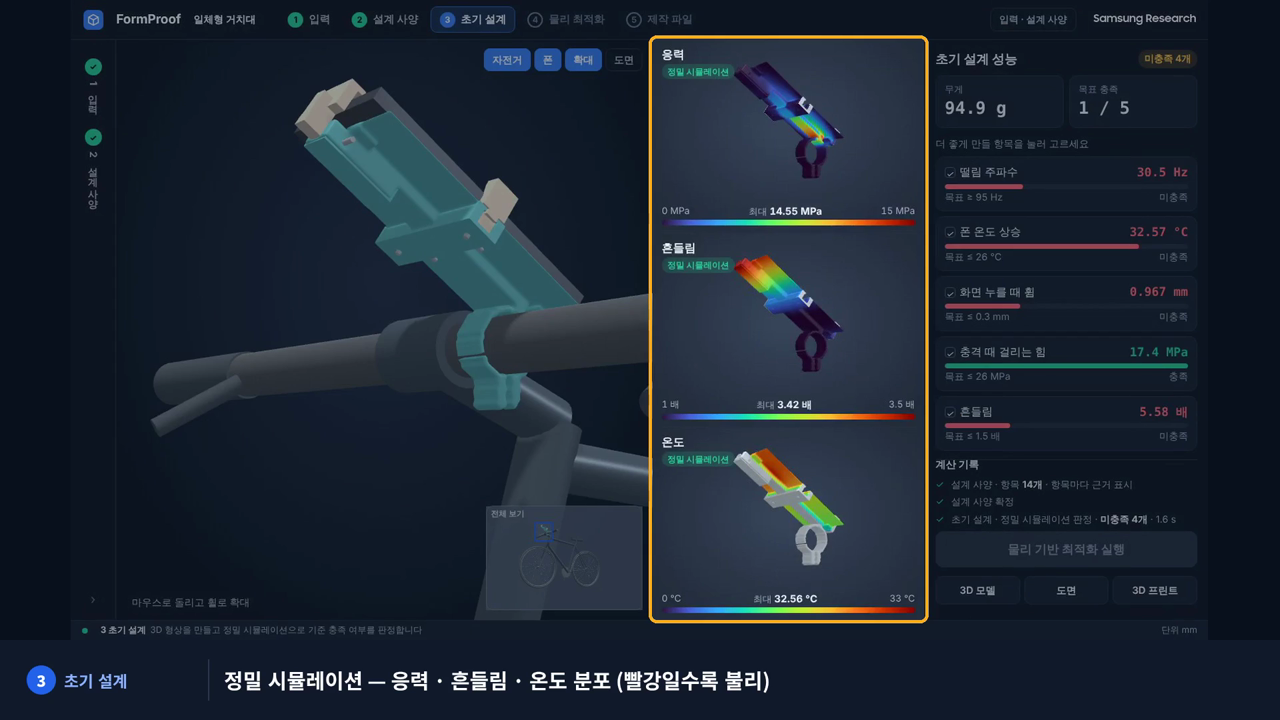 FormProof 일체형 거치대 1 입력 2 설계 사양 3 초기 설계 4 물리 최적화 5 제작 파일 입력 · 설계 사양 Samsung Research
1 입력
2 설계 사양
자전거 폰 확대 도면
전체 보기
마우스로 돌리고 휠로 확대
응력
정밀 시뮬레이션
0 MPa 최대 14.55 MPa 15 MPa
흔들림
정밀 시뮬레이션
1 배 최대 3.42 배 3.5 배
온도
정밀 시뮬레이션
0 °C 최대 32.56 °C 33 °C
초기 설계 성능 미충족 4개
무게 목표 충족
94.9 g 1 / 5
더 좋게 만들 항목을 눌러 고르세요
떨림 주파수 30.5 Hz
목표 ≥ 95 Hz 미충족
폰 온도 상승 32.57 °C
목표 ≤ 26 °C 미충족
화면 누를 때 휨 0.967 mm
목표 ≤ 0.3 mm 미충족
충격 때 걸리는 힘 17.4 MPa
목표 ≤ 26 MPa 충족
흔들림 5.58 배
목표 ≤ 1.5 배 미충족
계산 기록
✓ 설계 사양 · 항목 14개 · 항목마다 근거 표시
✓ 설계 사양 확정
✓ 초기 설계 · 정밀 시뮬레이션 판정 · 미충족 4개 · 1.6 s
물리 기반 최적화 실행
3D 모델 도면 3D 프린트
3 초기 설계 3D 형상을 만들고 정밀 시뮬레이션으로 기준 충족 여부를 판정합니다 단위 mm
3 초기 설계 정밀 시뮬레이션 — 응력 · 흔들림 · 온도 분포 (빨강일수록 불리)